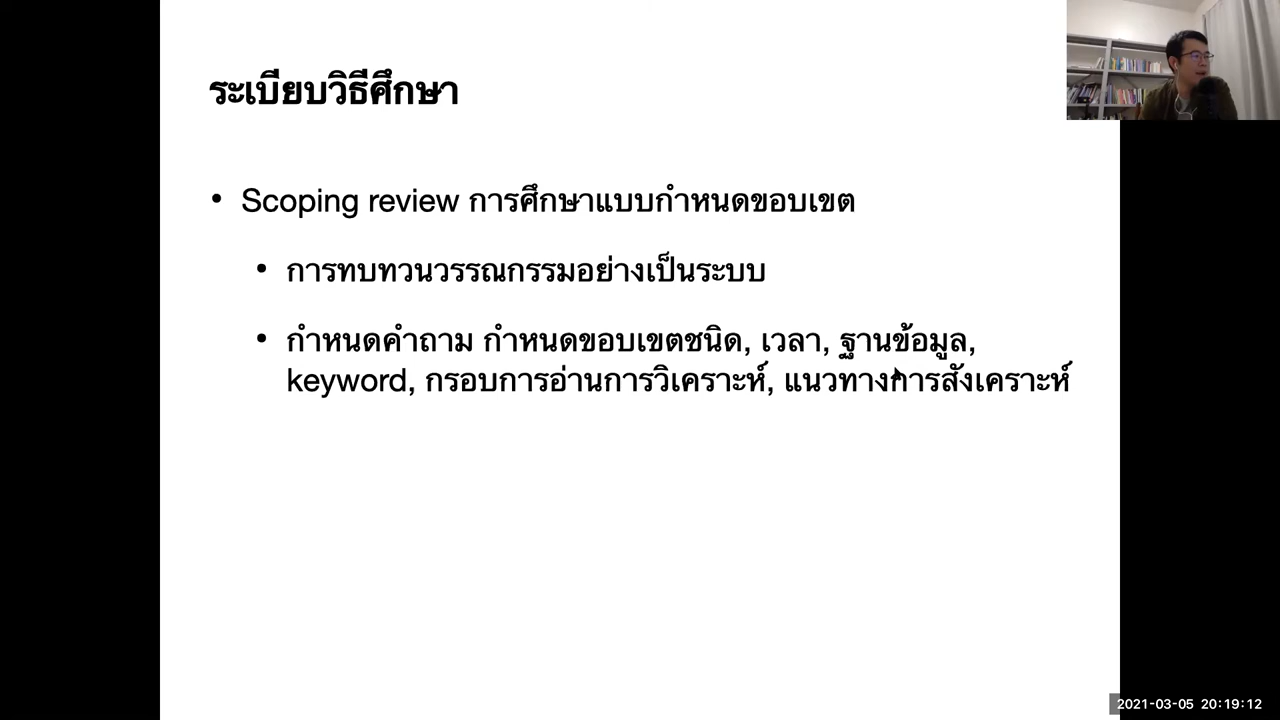 ระเบียบวิธีศึกษา
• Scoping review การศึกษาแบบกำหนดขอบเขต
• การทบทวนวรรณกรรมอย่างเป็นระบบ
• กำหนดคำถาม กำหนดขอบเขตชนิด, เวลา, ฐานข้อมูล,
keyword, กรอบการอ่านการวิเคราะห์, แนวทางการสังเคราะห์
2021-03-05 20:19:12